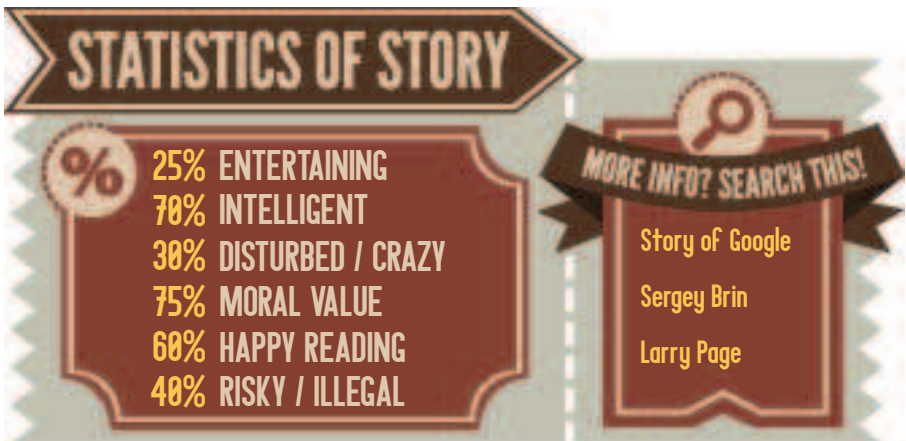 STATISTICS OF STORY
%
25% ENTERTAINING
70% INTELLIGENT
30% DISTURBED / CRAZY
75% MORAL VALUE
60% HAPPY READING
40% RISKY / ILLEGAL
MORE INFO? SEARCH THIS!
Story of Google
Sergey Brin
Larry Page